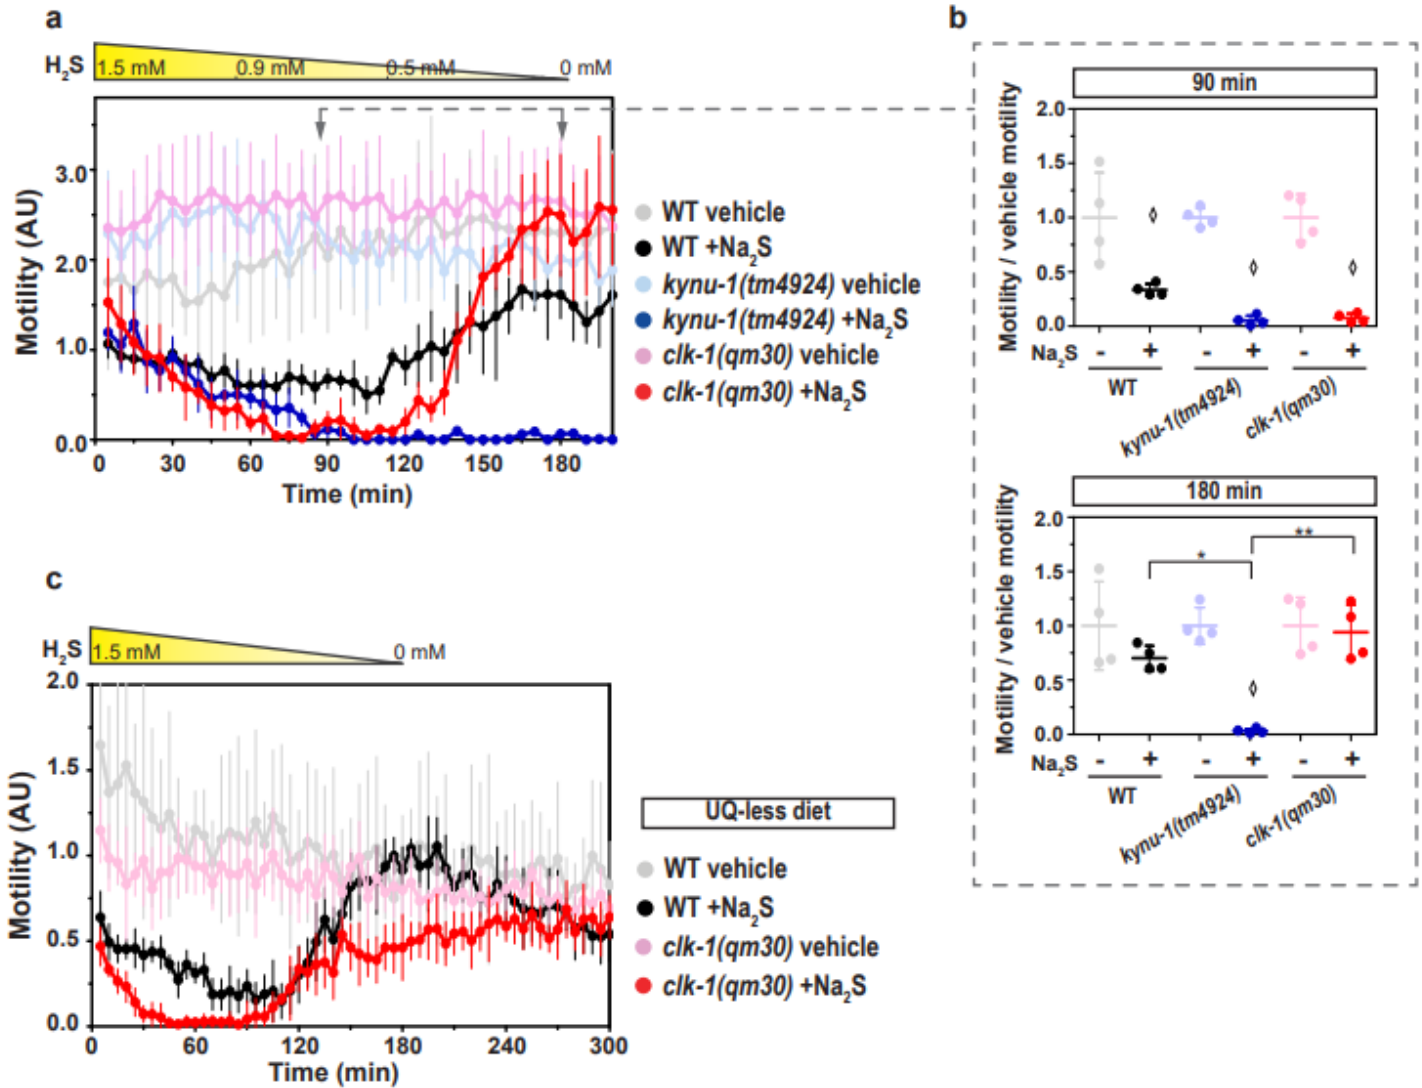 a
H₂S
1.5 mM 0.9 mM 0.5 mM 0 mM
Motility (AU)
3.0
2.0
1.0
0.0
0 30 60 90 120 150 180
Time (min)
WT vehicle
WT +Na₂S
kynu-1(tm4924) vehicle
kynu-1(tm4924) +Na₂S
clk-1(qm30) vehicle
clk-1(qm30) +Na₂S
b
90 min
Motility / vehicle motility
2.0
1.5
1.0
0.5
0.0
Na₂S - + - + - +
WT kynu-1(tm4924) clk-1(qm30)
180 min
Motility / vehicle motility
2.0
1.5
1.0
0.5
0.0
* **
Na₂S - + - + - +
WT kynu-1(tm4924) clk-1(qm30)
c
H₂S
1.5 mM 0 mM
Motility (AU)
2.0
1.5
1.0
0.5
0.0
0 60 120 180 240 300
Time (min)
UQ-less diet
WT vehicle
WT +Na₂S
clk-1(qm30) vehicle
clk-1(qm30) +Na₂S